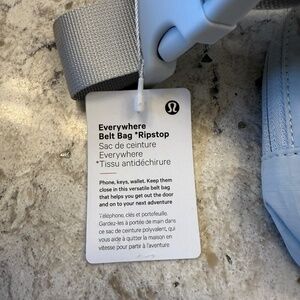 Everywhere
Belt Bag *Ripstop
Sac de ceinture
Everywhere
*Tissu antidéchirure
Phone, keys, wallet. Keep them
close in this versatile belt bag
that helps you get out the door
and on to your next adventure
Téléphone, clés et portefeuille.
Gardez-les à portée de main dans
ce sac de ceinture polyvalent, qui
vous aide à quitter la maison en
vitesse pour partir à l'aventure